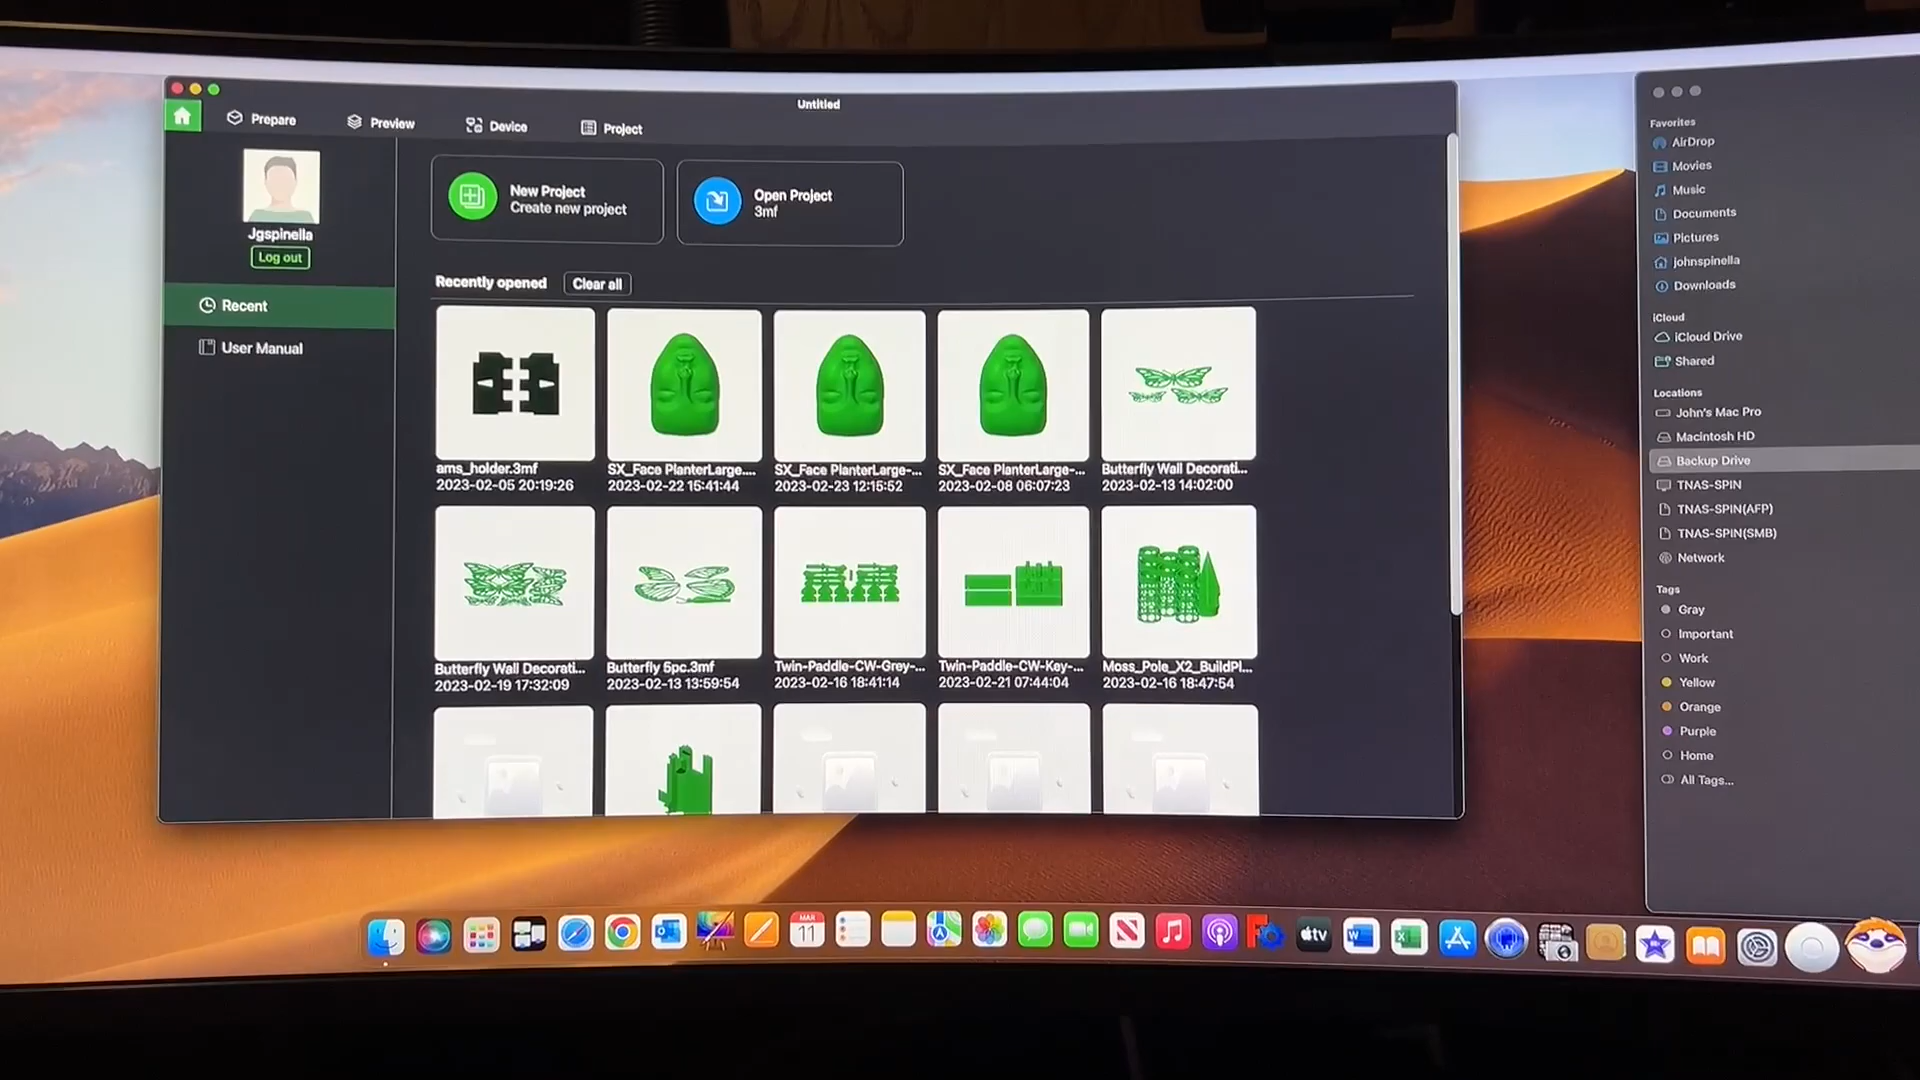 Untitled
Prepare
Preview
Device
Project
Jgspinella
Log out
Recent
User Manual
New Project
Create new project
Open Project
3mf
Recently opened
Clear all
ams_holder.3mf
2023-02-05 20:19:26
SX_Face PlanterLarge....
2023-02-22 15:41:44
SX_Face PlanterLarge-...
2023-02-23 12:15:52
SX_Face PlanterLarge-...
2023-02-08 06:07:23
Butterfly Wall Decorati...
2023-02-13 14:02:00
Butterfly Wall Decorati...
2023-02-19 17:32:09
Butterfly 5pc.3mf
2023-02-13 13:59:54
Twin-Paddle-CW-Grey-...
2023-02-16 18:41:14
Twin-Paddle-CW-Key-...
2023-02-21 07:44:04
Moss_Pole_X2_BuildPl...
2023-02-16 18:47:54
Favorites
AirDrop
Movies
Music
Documents
Pictures
johnspinella
Downloads
iCloud
iCloud Drive
Shared
Locations
John's Mac Pro
Macintosh HD
Backup Drive
TNAS-SPIN
TNAS-SPIN(AFP)
TNAS-SPIN(SMB)
Network
Tags
Gray
Important
Work
Yellow
Orange
Purple
Home
All Tags...
MAR
11
tv
W
X